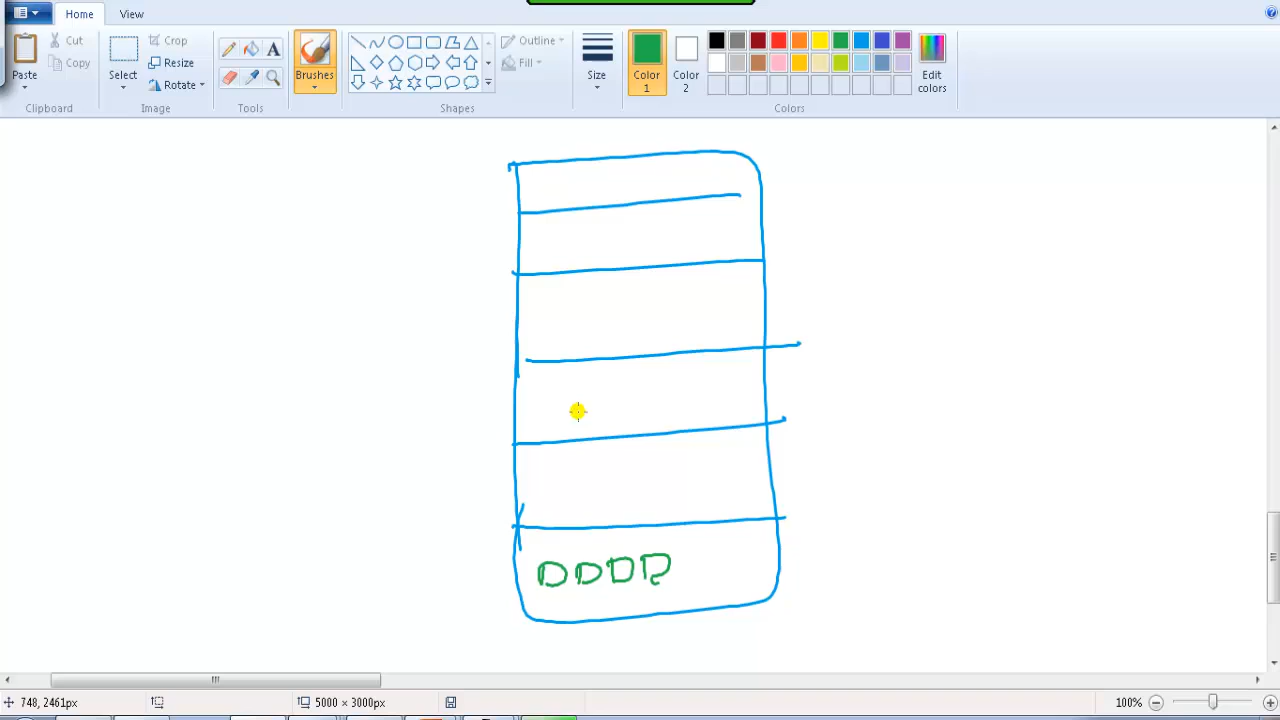 Home
View
Paste
Cut
Copy
Clipboard
Select
Crop
Resize
Rotate
Image
Tools
Brushes
Shapes
Outline
Fill
Size
Color 1
Color 2
Edit colors
Colors
DDDD
748, 2461px
5000 × 3000px
100%